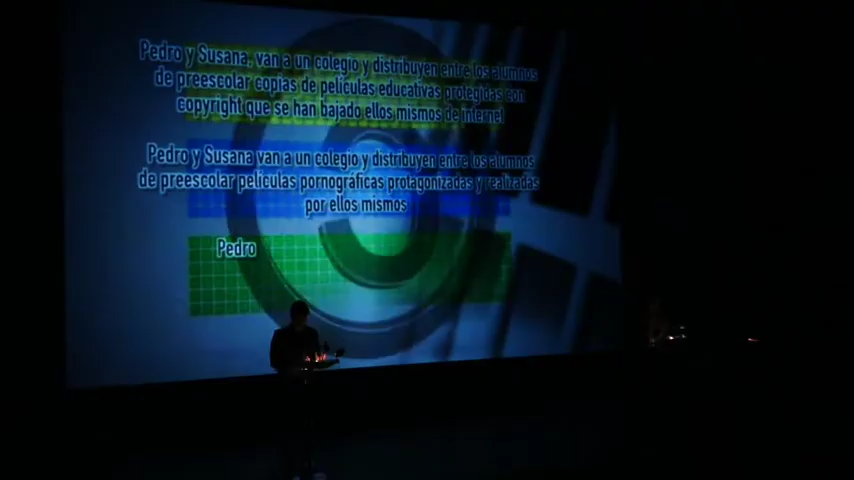 Pedro y Susana, van a un colegio y distribuyen entre los alumnos
de preescolar copias de películas educativas protegidas con
copyright que se han bajado ellos mismos de internet
Pedro y Susana van a un colegio y distribuyen entre los alumnos
de preescolar películas pornográficas protagonizadas y realizadas
por ellos mismos
Pedro